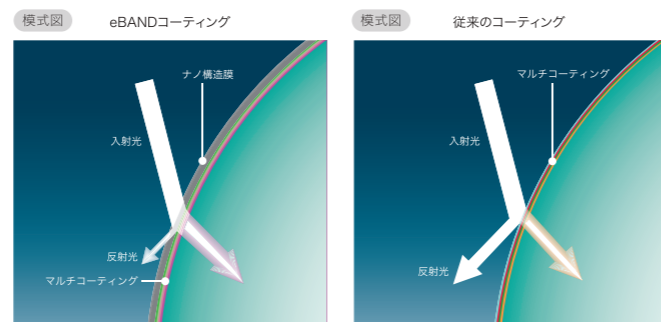 模式図
eBANDコーティング
ナノ構造膜
入射光
反射光
マルチコーティング
模式図
従来のコーティング
マルチコーティング
入射光
反射光